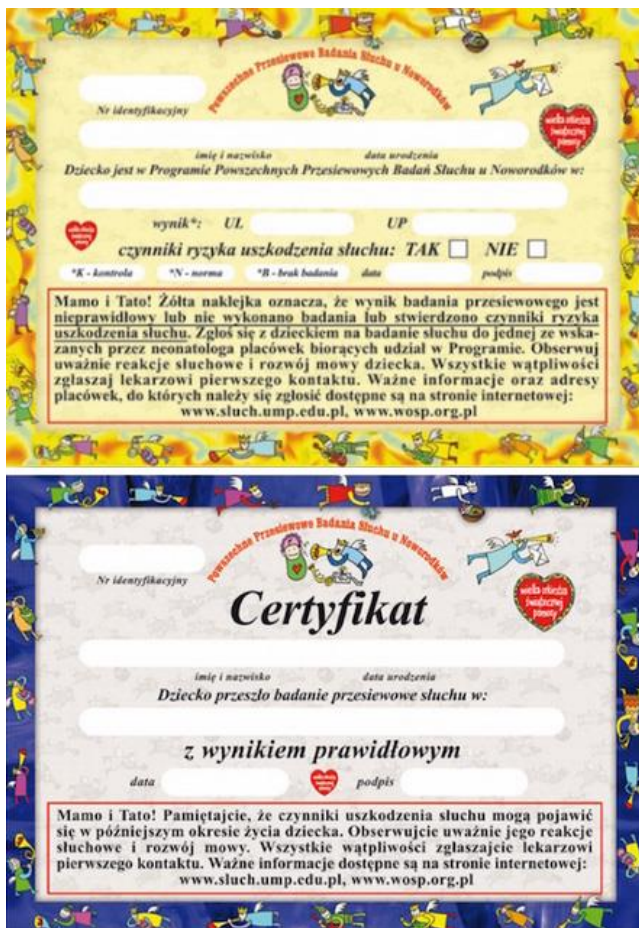 Powszechne Przesiewowe Badania Słuchu u Noworodków
Nr identyfikacyjny
wielka orkiestra
świątecznej
pomocy
imię i nazwisko data urodzenia
Dziecko jest w Programie Powszechnych Przesiewowych Badań Słuchu u Noworodków w:
wynik*: UL UP
czynniki ryzyka uszkodzenia słuchu: TAK NIE
*K - kontrola *N - norma *B - brak badania data podpis
Mamo i Tato! Żółta naklejka oznacza, że wynik badania przesiewowego jest
nieprawidłowy lub nie wykonano badania lub stwierdzono czynniki ryzyka
uszkodzenia słuchu. Zgłoś się z dzieckiem na badanie słuchu do jednej ze wska-
zanych przez neonatologa placówek biorących udział w Programie. Obserwuj
uważnie reakcje słuchowe i rozwój mowy dziecka. Wszystkie wątpliwości
zgłaszaj lekarzowi pierwszego kontaktu. Ważne informacje oraz adresy
placówek, do których należy się zgłosić dostępne są na stronie internetowej:
www.sluch.ump.edu.pl, www.wosp.org.pl
Powszechne Przesiewowe Badania Słuchu u Noworodków
Nr identyfikacyjny
wielka orkiestra
świątecznej
pomocy
Certyfikat
imię i nazwisko data urodzenia
Dziecko przeszło badanie przesiewowe słuchu w:
z wynikiem prawidłowym
data podpis
Mamo i Tato! Pamiętajcie, że czynniki uszkodzenia słuchu mogą pojawić
się w późniejszym okresie życia dziecka. Obserwujcie uważnie jego reakcje
słuchowe i rozwój mowy. Wszystkie wątpliwości zgłaszajcie lekarzowi
pierwszego kontaktu. Ważne informacje dostępne są na stronie internetowej:
www.sluch.ump.edu.pl, www.wosp.org.pl